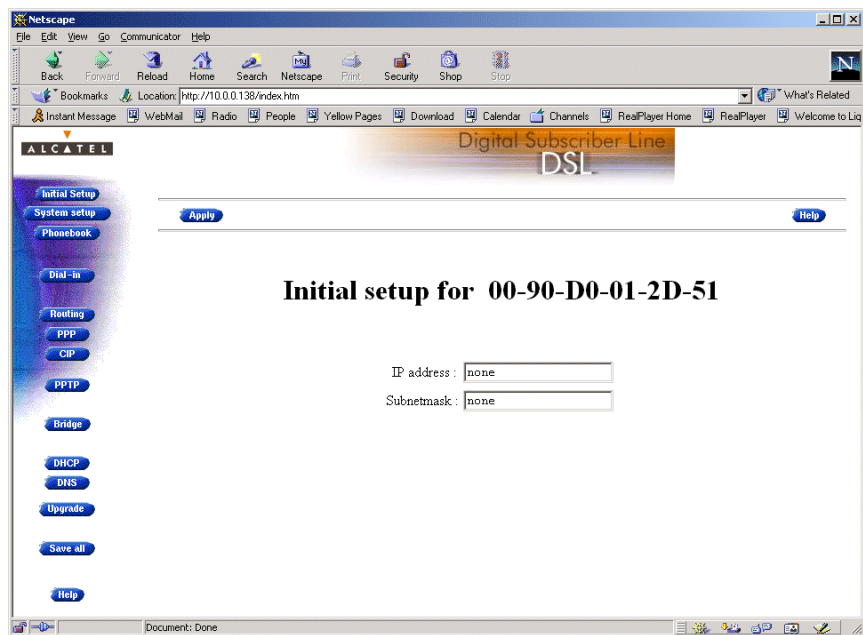 Netscape
File Edit View Go Communicator Help
Back Forward Reload Home Search Netscape Print Security Shop Stop
My
N
Bookmarks Location: http://10.0.0.138/index.htm What's Related
Instant Message WebMail Radio People Yellow Pages Download Calendar Channels RealPlayer Home RealPlayer Welcome to Liq
ALCATEL
Digital Subscriber Line
DSL
Initial Setup
System setup
Apply
Help
Phonebook
Dial-in
Initial setup for 00-90-D0-01-2D-51
Routing
PPP
CIP
IP address : none
PPTP
Subnetmask : none
Bridge
DHCP
DNS
Upgrade
Save all
Help
Document: Done